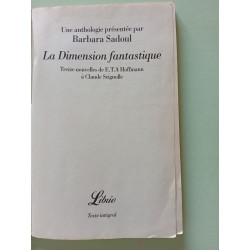 Une anthologie présentée par
Barbara Sadoul
La Dimension fantastique
Treize nouvelles de E.T.A Hoffmann
à Claude Seignolle
Librio
Texte intégral